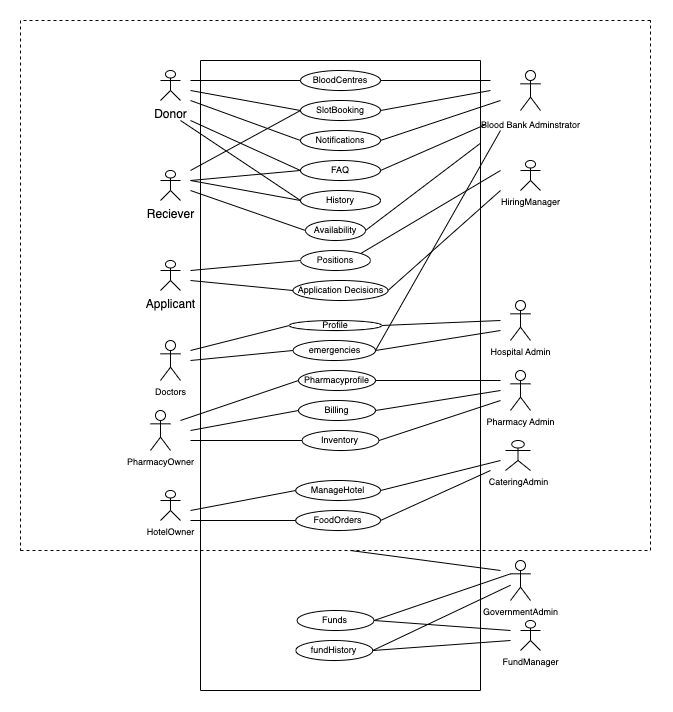 BloodCentres
SlotBooking
Donor
Blood Bank Adminstrator
Notifications
FAQ
History
HiringManager
Reciever
Availability
Positions
Application Decisions
Applicant
Profile
emergencies
Hospital Admin
Pharmacyprofile
Doctors
Billing
Pharmacy Admin
Inventory
PharmacyOwner
CateringAdmin
ManageHotel
FoodOrders
HotelOwner
GovernmentAdmin
Funds
fundHistory
FundManager